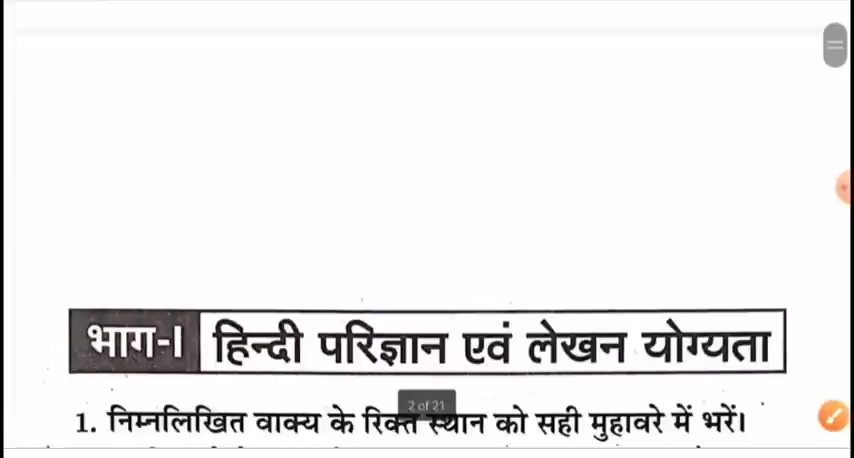 भाग-I हिन्दी परिज्ञान एवं लेखन योग्यता
2 of 21
1. निम्नलिखित वाक्य के रिक्त स्थान को सही मुहावरे में भरें।